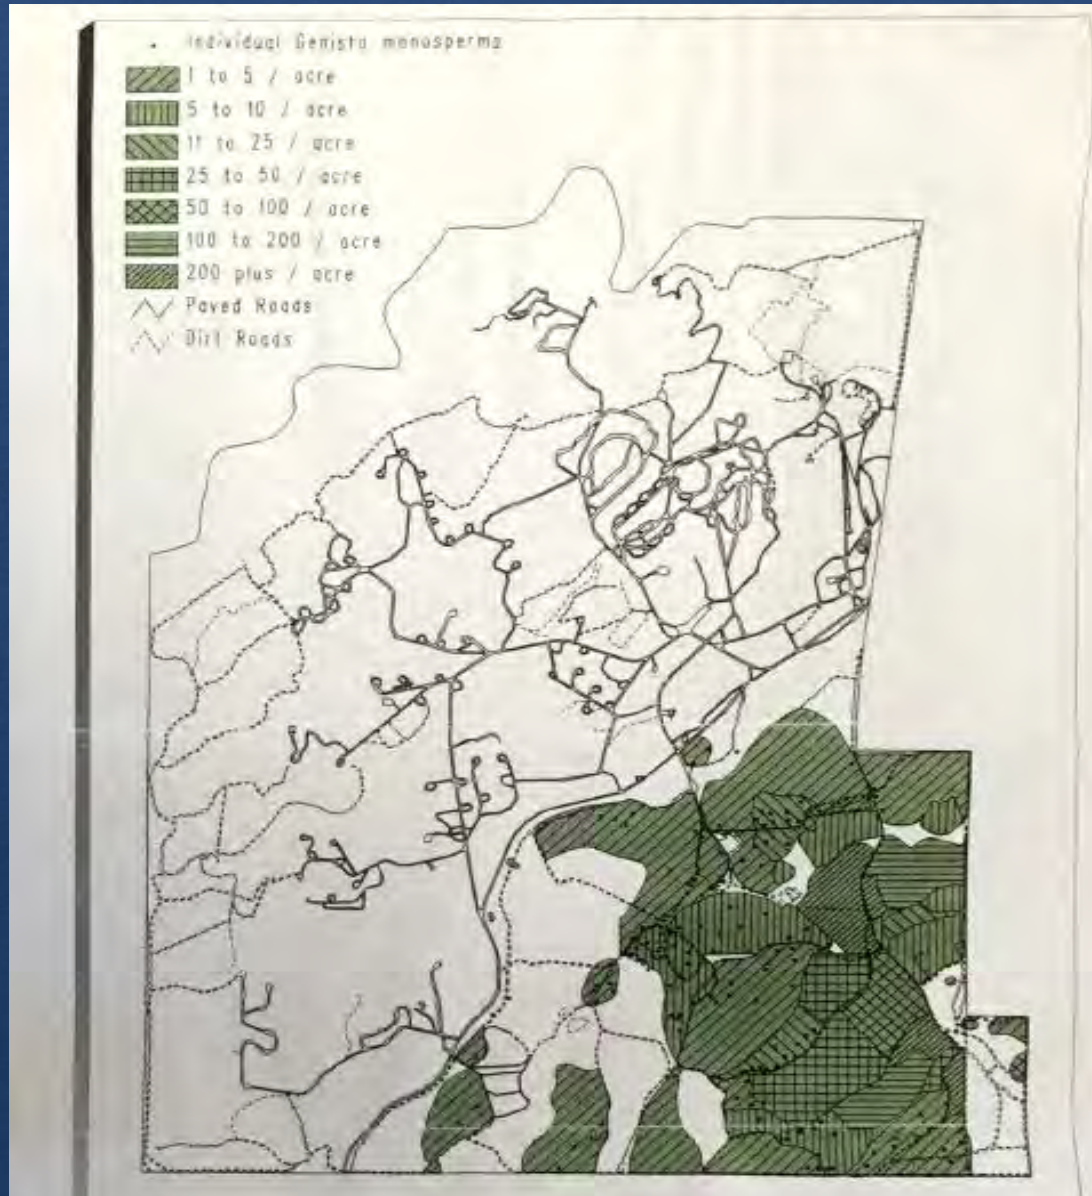 Individual Genista monosperma
1 to 5 / acre
5 to 10 / acre
11 to 25 / acre
25 to 50 / acre
50 to 100 / acre
100 to 200 / acre
200 plus / acre
Paved Roads
Dirt Roads